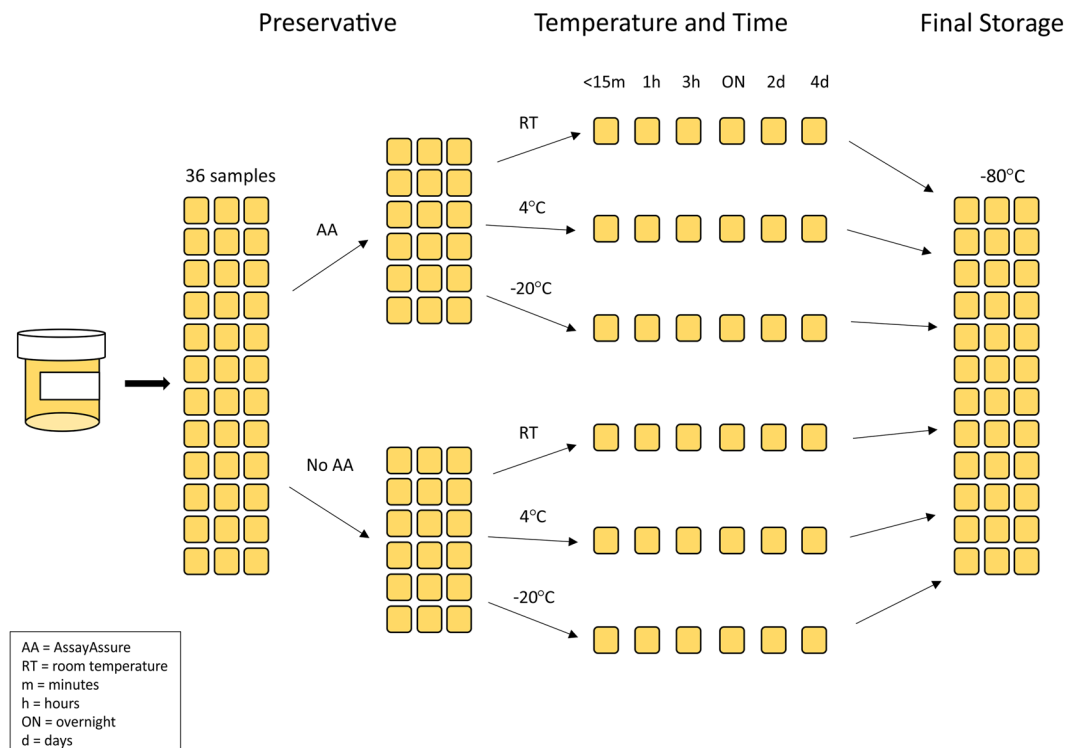 Preservative
Temperature and Time
Final Storage
<15m 1h 3h ON 2d 4d
RT
36 samples
-80°C
AA
4°C
-20°C
RT
No AA
4°C
-20°C
AA = AssayAssure
RT = room temperature
m = minutes
h = hours
ON = overnight
d = days